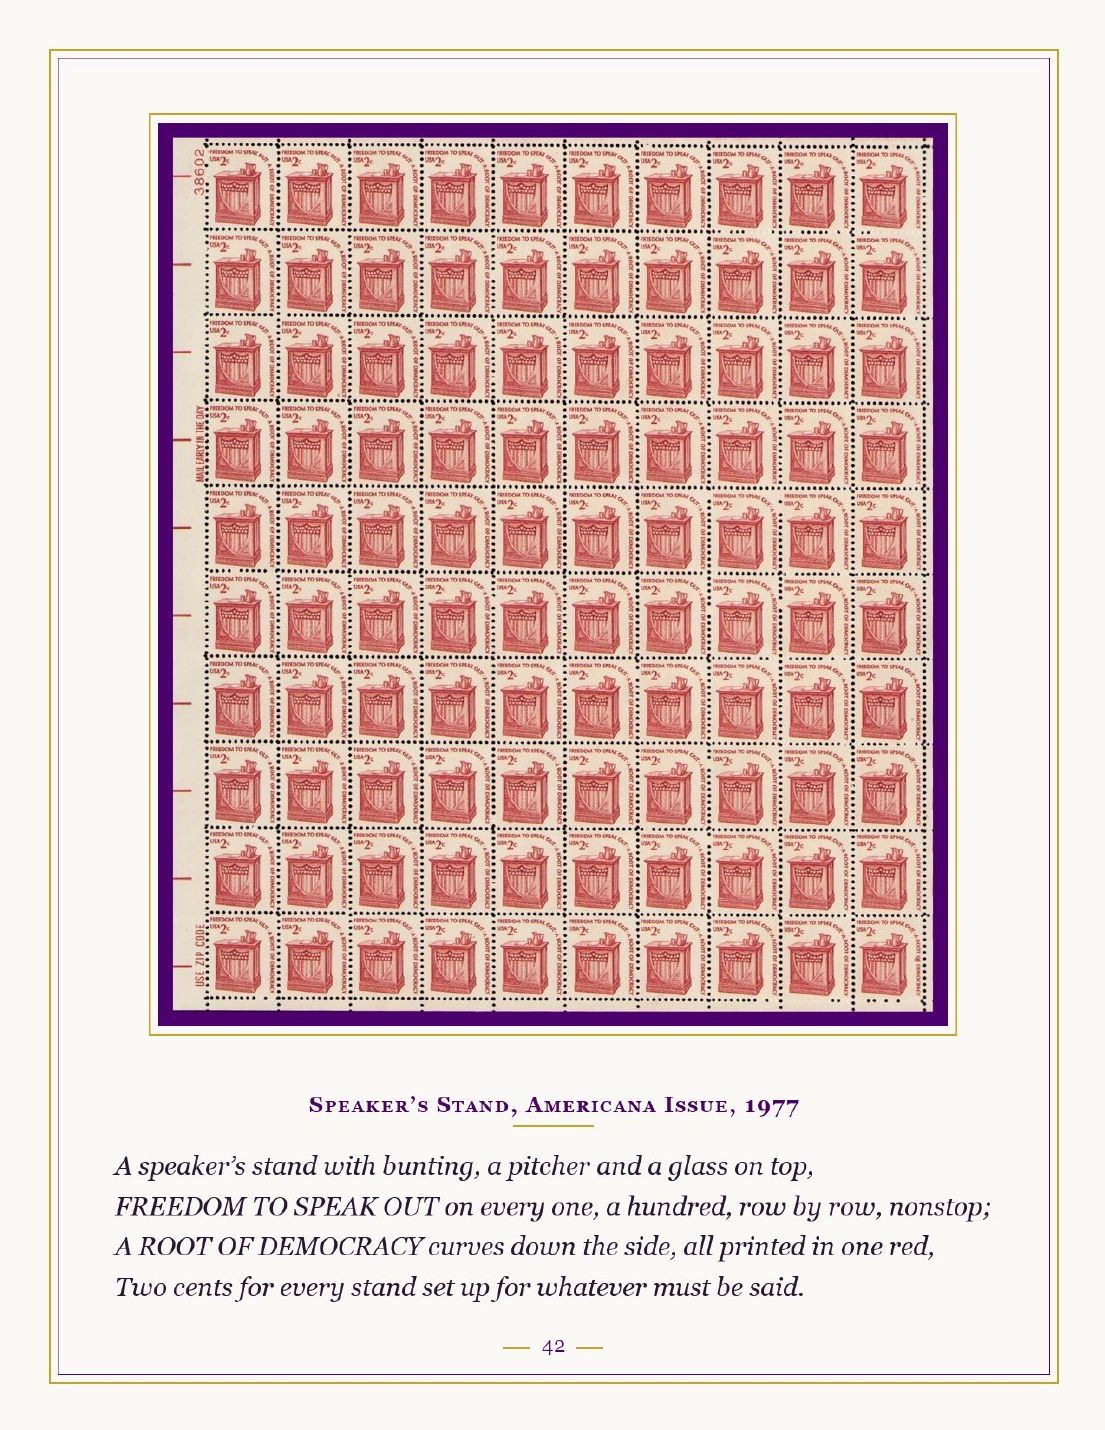 38602
FREEDOM TO SPEAK OUT–A ROOT OF DEMOCRACY
USA 2c
MAIL EARLY IN THE DAY
USE ZIP CODE
Speaker’s Stand, Americana Issue, 1977
A speaker’s stand with bunting, a pitcher and a glass on top,
FREEDOM TO SPEAK OUT on every one, a hundred, row by row, nonstop;
A ROOT OF DEMOCRACY curves down the side, all printed in one red,
Two cents for every stand set up for whatever must be said.
42